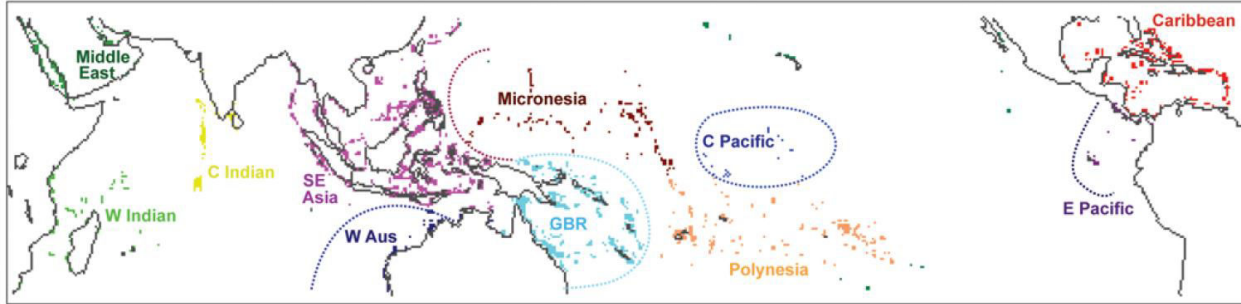 Middle
East
C Indian
W Indian
SE
Asia
W Aus
Micronesia
GBR
C Pacific
Polynesia
Caribbean
E Pacific